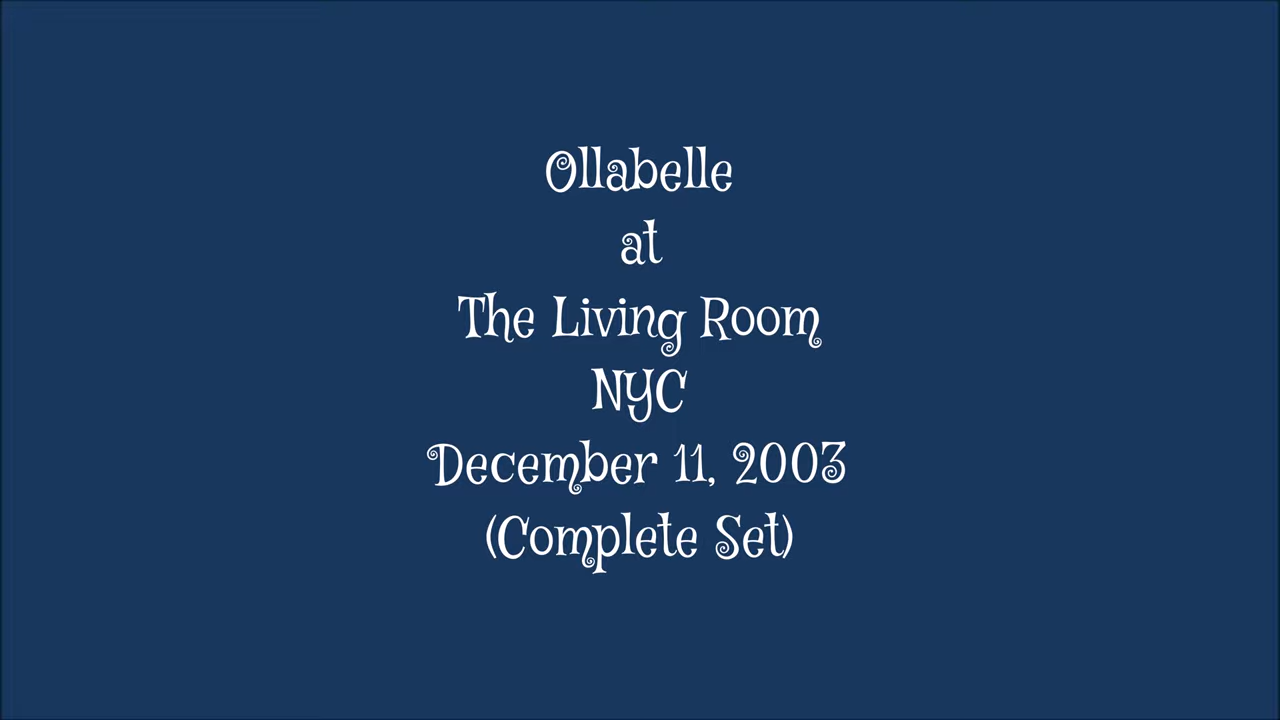 Ollabelle
at
The Living Room
NYC
December 11, 2003
(Complete Set)